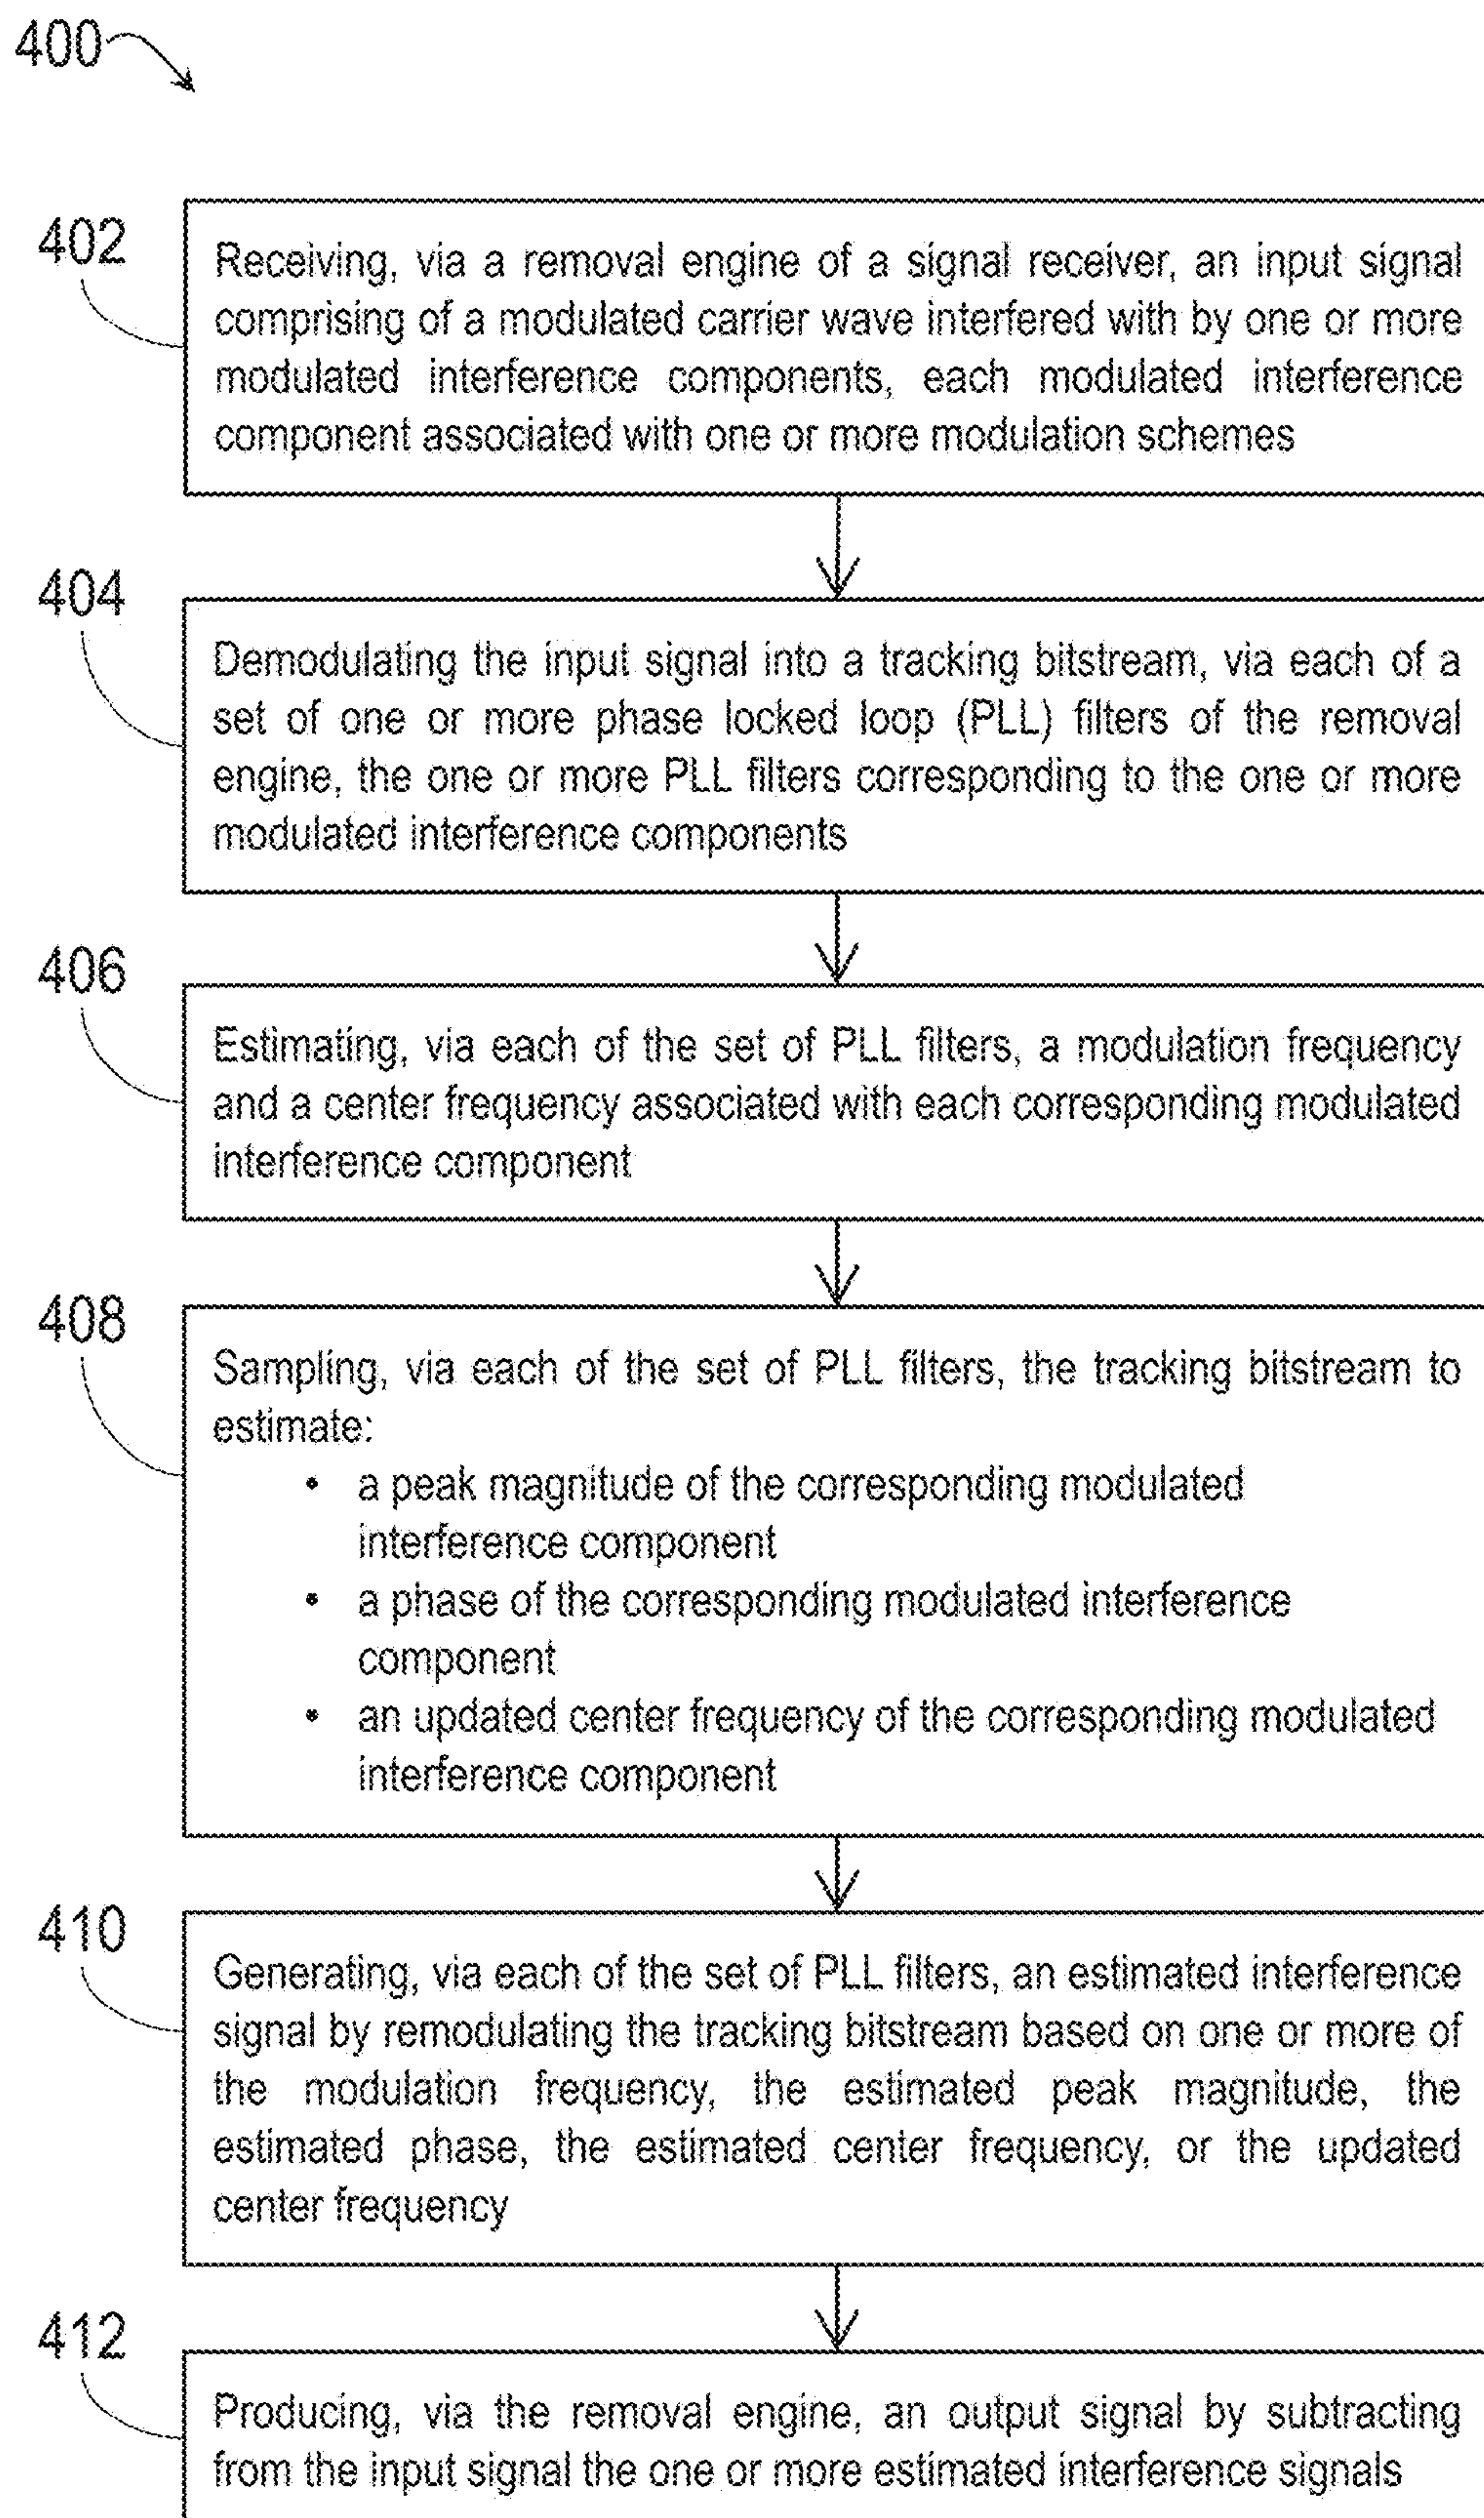 400
402
Receiving, via a removal engine of a signal receiver, an input signal
comprising of a modulated carrier wave interfered with by one or more
modulated interference components, each modulated interference
component associated with one or more modulation schemes
404
Demodulating the input signal into a tracking bitstream, via each of a
set of one or more phase locked loop (PLL) filters of the removal
engine, the one or more PLL filters corresponding to the one or more
modulated interference components
406
Estimating, via each of the set of PLL filters, a modulation frequency
and a center frequency associated with each corresponding modulated
interference component
408
Sampling, via each of the set of PLL filters, the tracking bitstream to
estimate:
• a peak magnitude of the corresponding modulated
interference component
• a phase of the corresponding modulated interference
component
• an updated center frequency of the corresponding modulated
interference component
410
Generating, via each of the set of PLL filters, an estimated interference
signal by remodulating the tracking bitstream based on one or more of
the modulation frequency, the estimated peak magnitude, the
estimated phase, the estimated center frequency, or the updated
center frequency
412
Producing, via the removal engine, an output signal by subtracting
from the input signal the one or more estimated interference signals